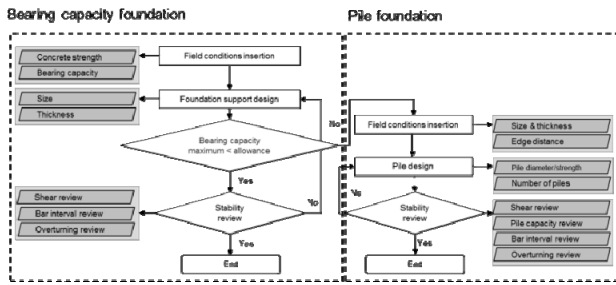 Bearing capacity foundation
Pile foundation
Concrete strength
Bearing capacity
Field conditions insertion
Size
Thickness
Foundation support design
No
Bearing capacity
maximum < allowance
Yes
No
Shear review
Bar interval review
Overturning review
Stability
review
Yes
End
Field conditions insertion
Size & thickness
Edge distance
Pile design
Pile diameter/strength
Number of piles
Stability
review
Shear review
Pile capacity review
Bar interval review
Overturning review
Yes
End